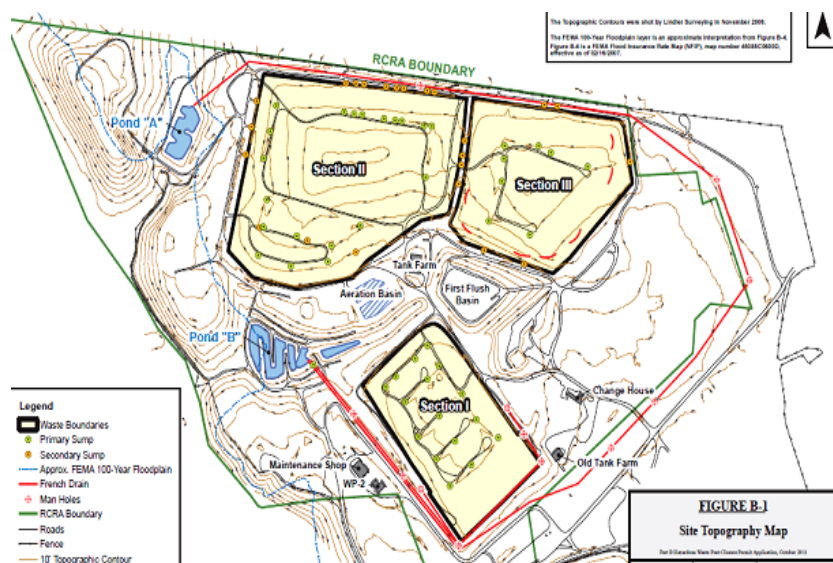 The Topographic Contours were shot by Lindler Surveying in November 2008.
The FEMA 100-Year Floodplain layer is an approximate interpretation from Figure B-4.
Figure B-4 is a FEMA Flood Insurance Rate Map (NFIP), map number
effective as of 02/16/2007.
RCRA BOUNDARY
Pond "A"
Section II
Section III
Tank Farm
First Flush
Basin
Aeration Basin
Pond "B"
Section I
Change House
Old Tank Farm
Maintenance Shop
WP-2
Legend
Waste Boundaries
Primary Sump
Secondary Sump
Approx. FEMA 100-Year Floodplain
French Drain
Man Holes
RCRA Boundary
Roads
Fence
10' Topographic Contour
FIGURE B-1
Site Topography Map